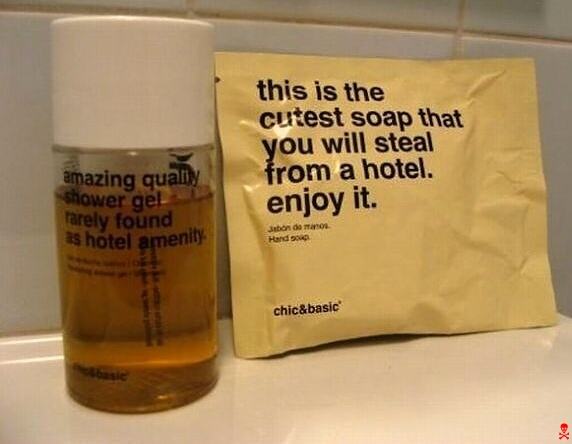 amazing quality
shower gel
rarely found
as hotel amenity.
chic&basic
this is the
cutest soap that
you will steal
from a hotel.
enjoy it.
Jabón de manos.
Hand soap.
chic&basic